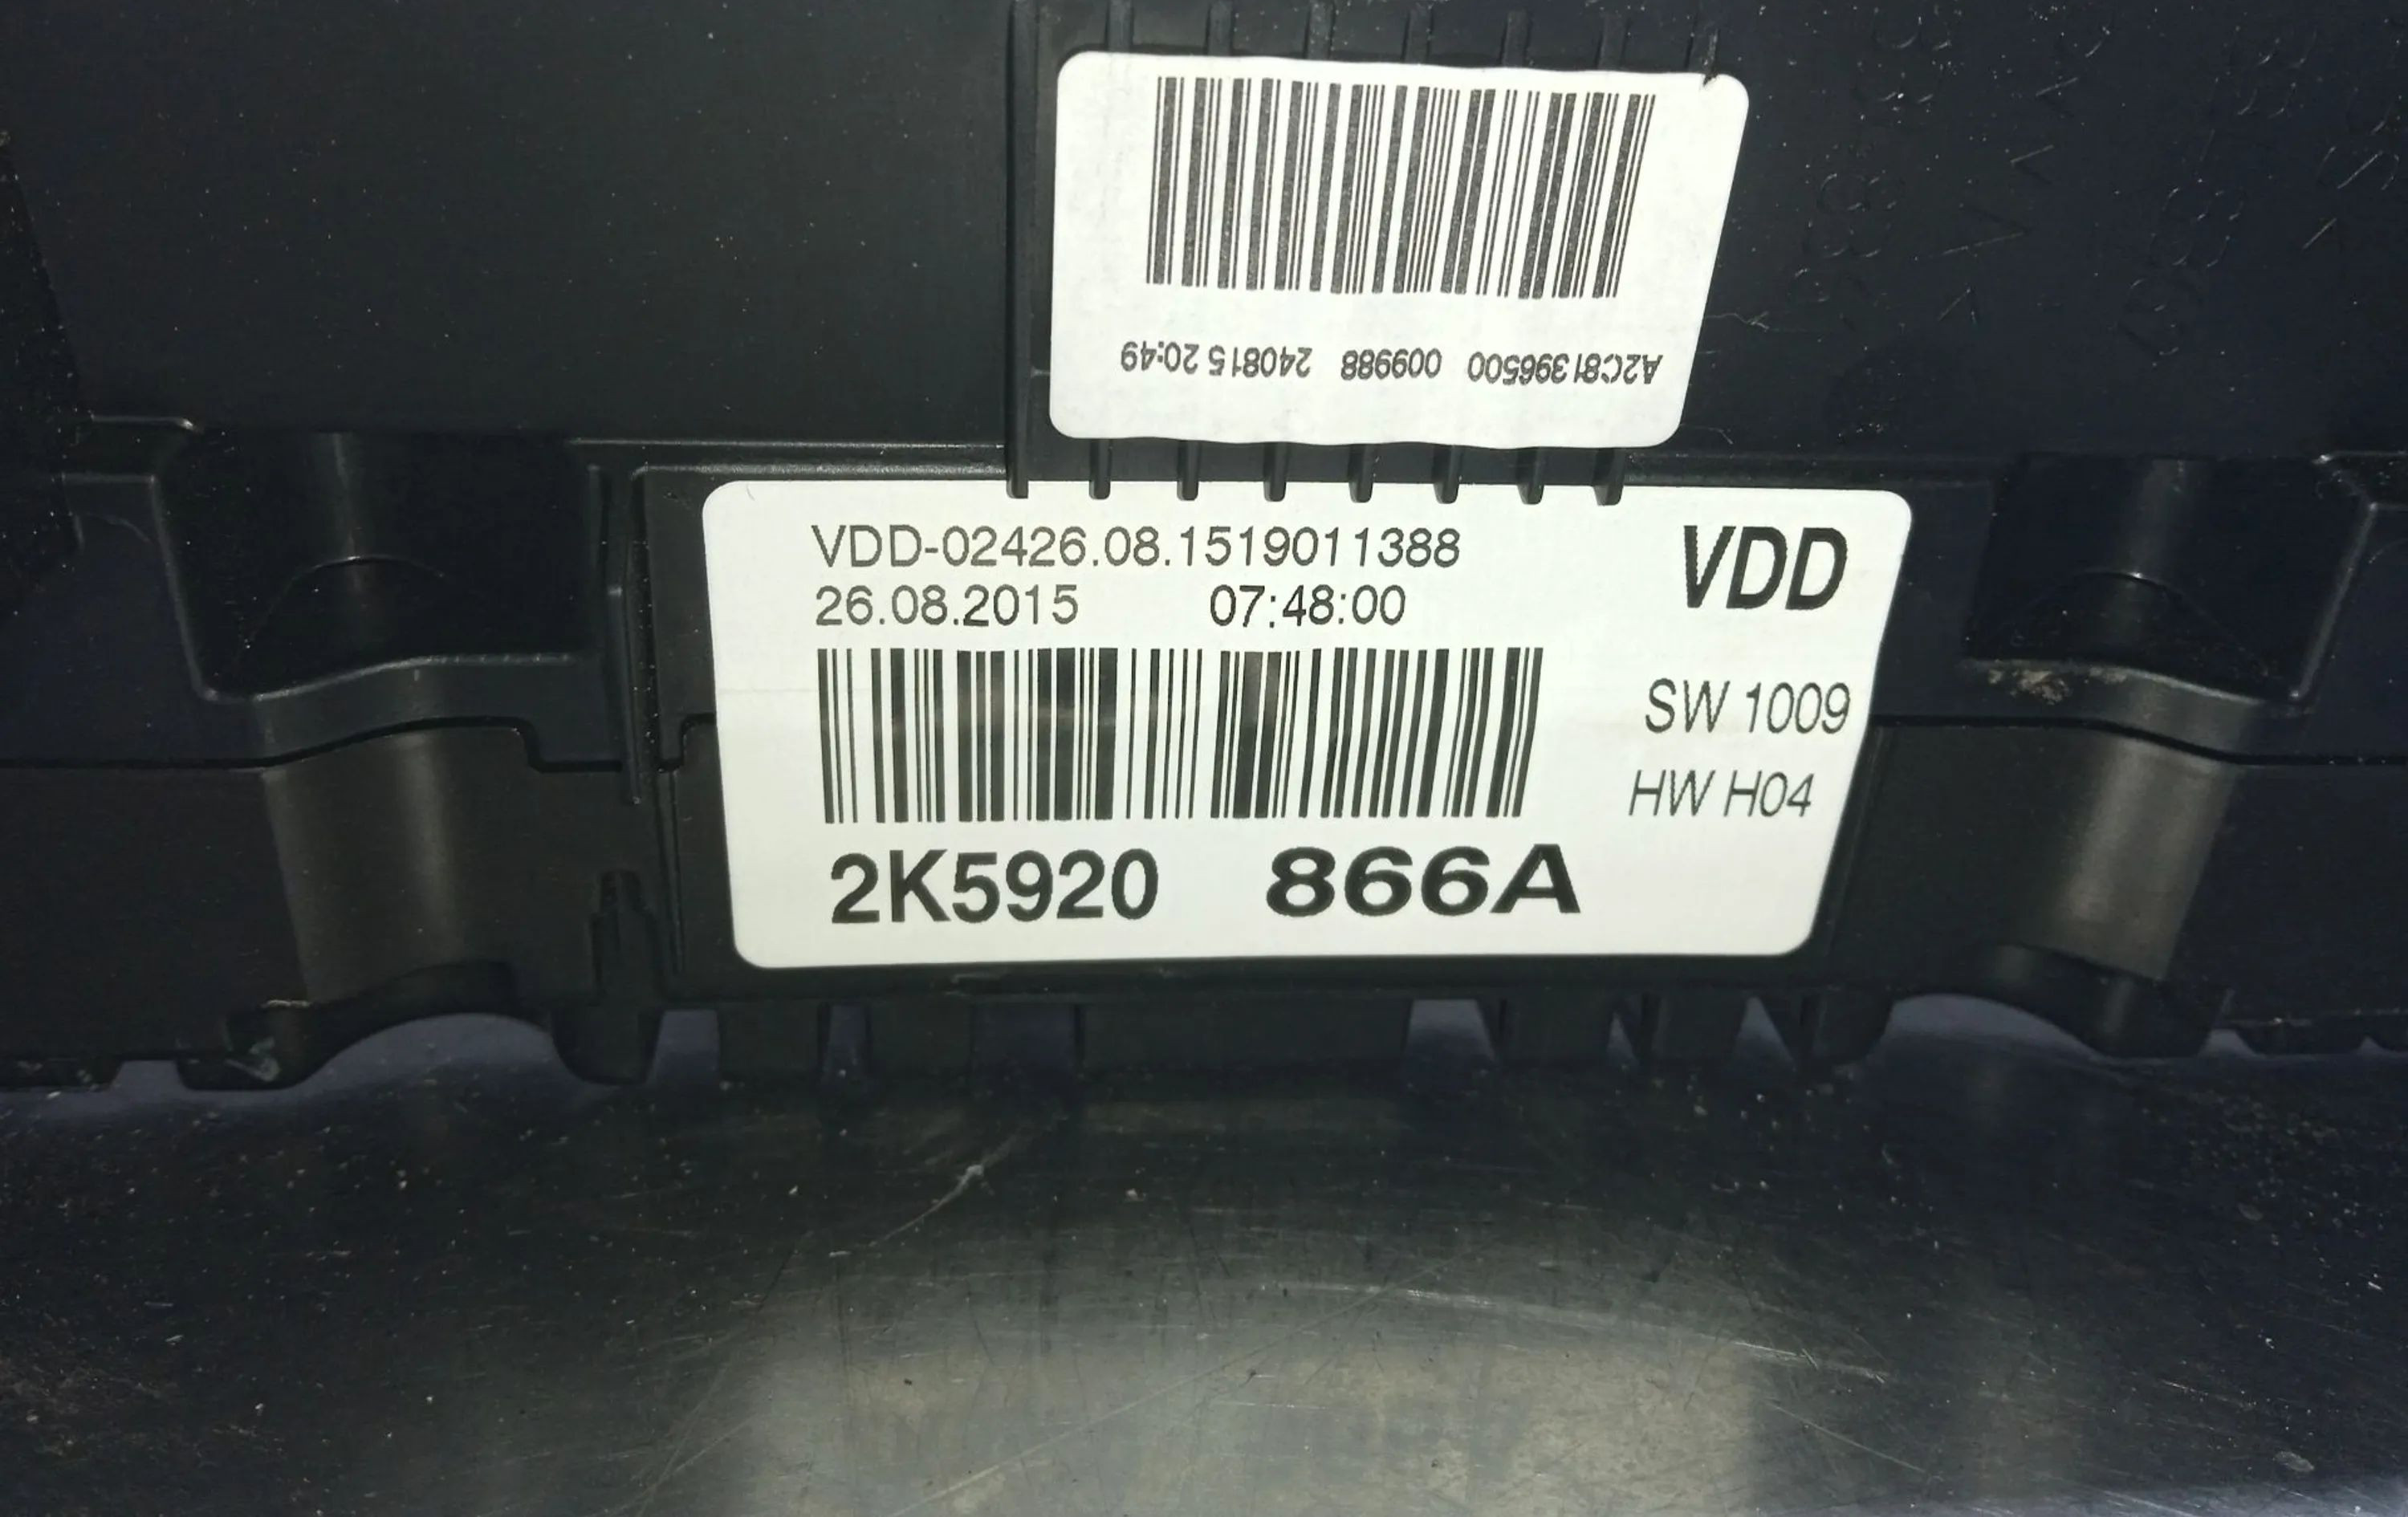 A2C81396500 009988 240815 20:49
VDD-02426.08.1519011388
VDD
26.08.2015 07:48:00
SW 1009
HW H04
2K5920 866A